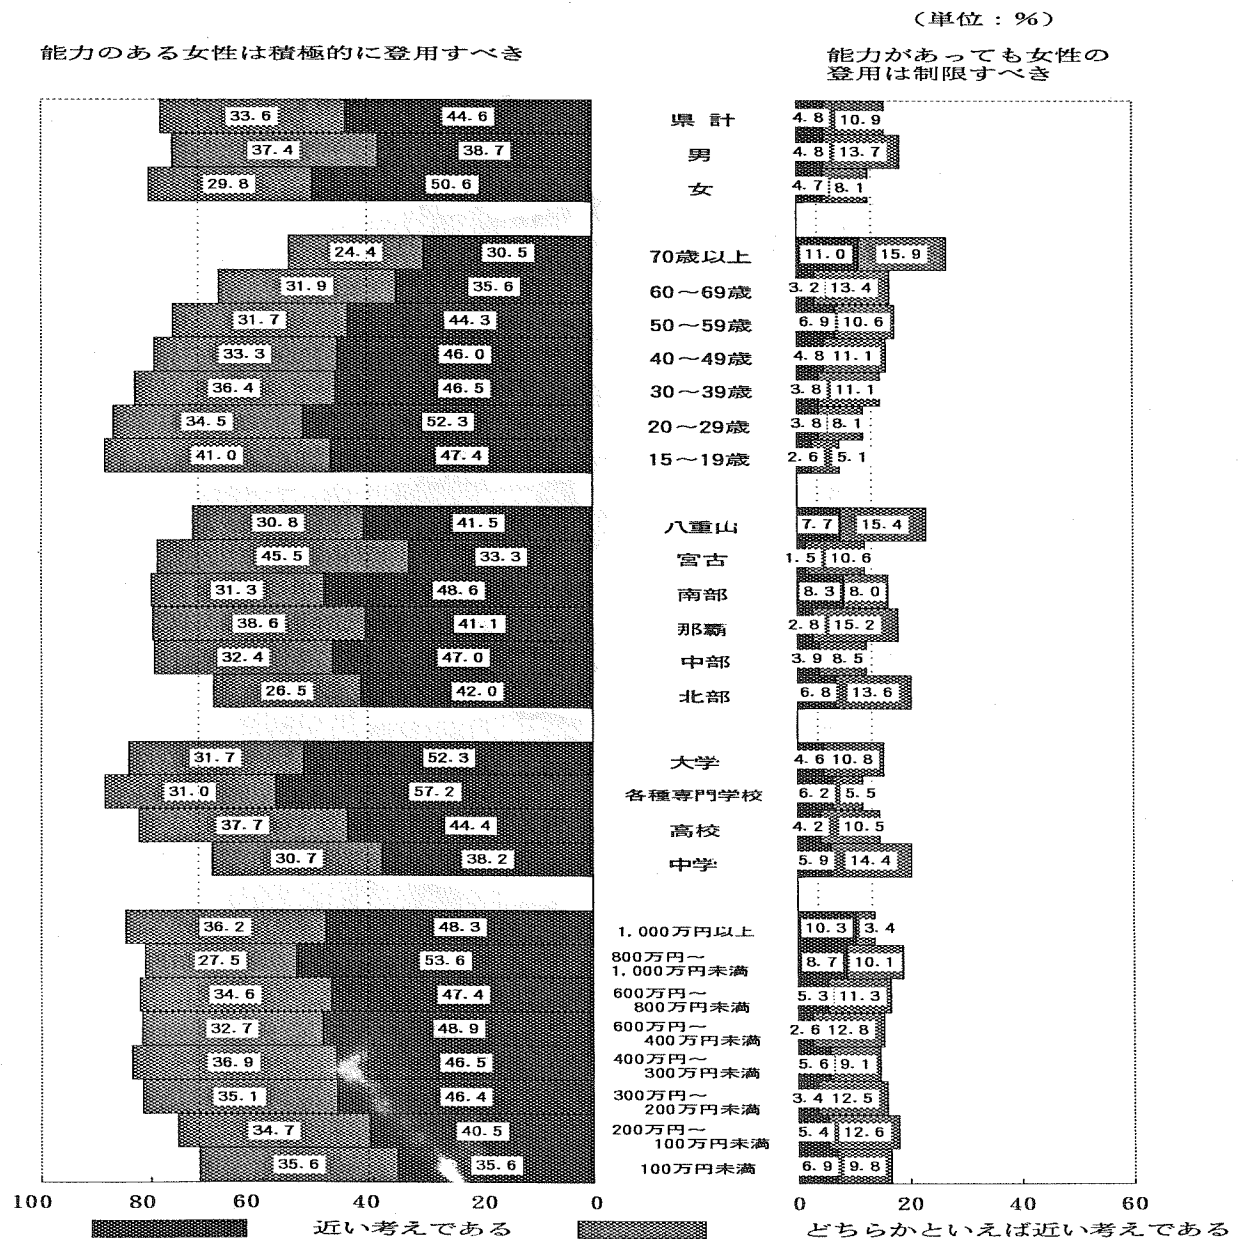 （単位：％）
能力のある女性は積極的に登用すべき
能力があっても女性の
登用は制限すべき
33.6 44.6 県計 4.8 10.9
37.4 38.7 男 4.8 13.7
29.8 50.6 女 4.7 8.1
24.4 30.5 70歳以上 11.0 15.9
31.9 35.6 60～69歳 3.2 13.4
31.7 44.3 50～59歳 6.9 10.6
33.3 46.0 40～49歳 4.8 11.1
36.4 46.5 30～39歳 3.8 11.1
34.5 52.3 20～29歳 3.8 8.1
41.0 47.4 15～19歳 2.6 5.1
30.8 41.5 八重山 7.7 15.4
45.5 33.3 宮古 1.5 10.6
31.3 48.6 南部 8.3 8.0
38.6 41.1 那覇 2.8 15.2
32.4 47.0 中部 3.9 8.5
26.5 42.0 北部 6.8 13.6
31.7 52.3 大学 4.6 10.8
31.0 57.2 各種専門学校 6.2 5.5
37.7 44.4 高校 4.2 10.5
30.7 38.2 中学 5.9 14.4
36.2 48.3 1,000万円以上 10.3 3.4
27.5 53.6 800万円～ 8.7 10.1
1,000万円未満
34.6 47.4 600万円～ 5.3 11.3
800万円未満
32.7 48.9 600万円～ 2.6 12.8
400万円未満
36.9 46.5 400万円～ 5.6 9.1
300万円未満
35.1 46.4 300万円～ 3.4 12.5
200万円未満
34.7 40.5 200万円～ 5.4 12.6
100万円未満
35.6 35.6 100万円未満 6.9 9.8
100 80 60 40 20 0 0 20 40 60
近い考えである どちらかといえば近い考えである